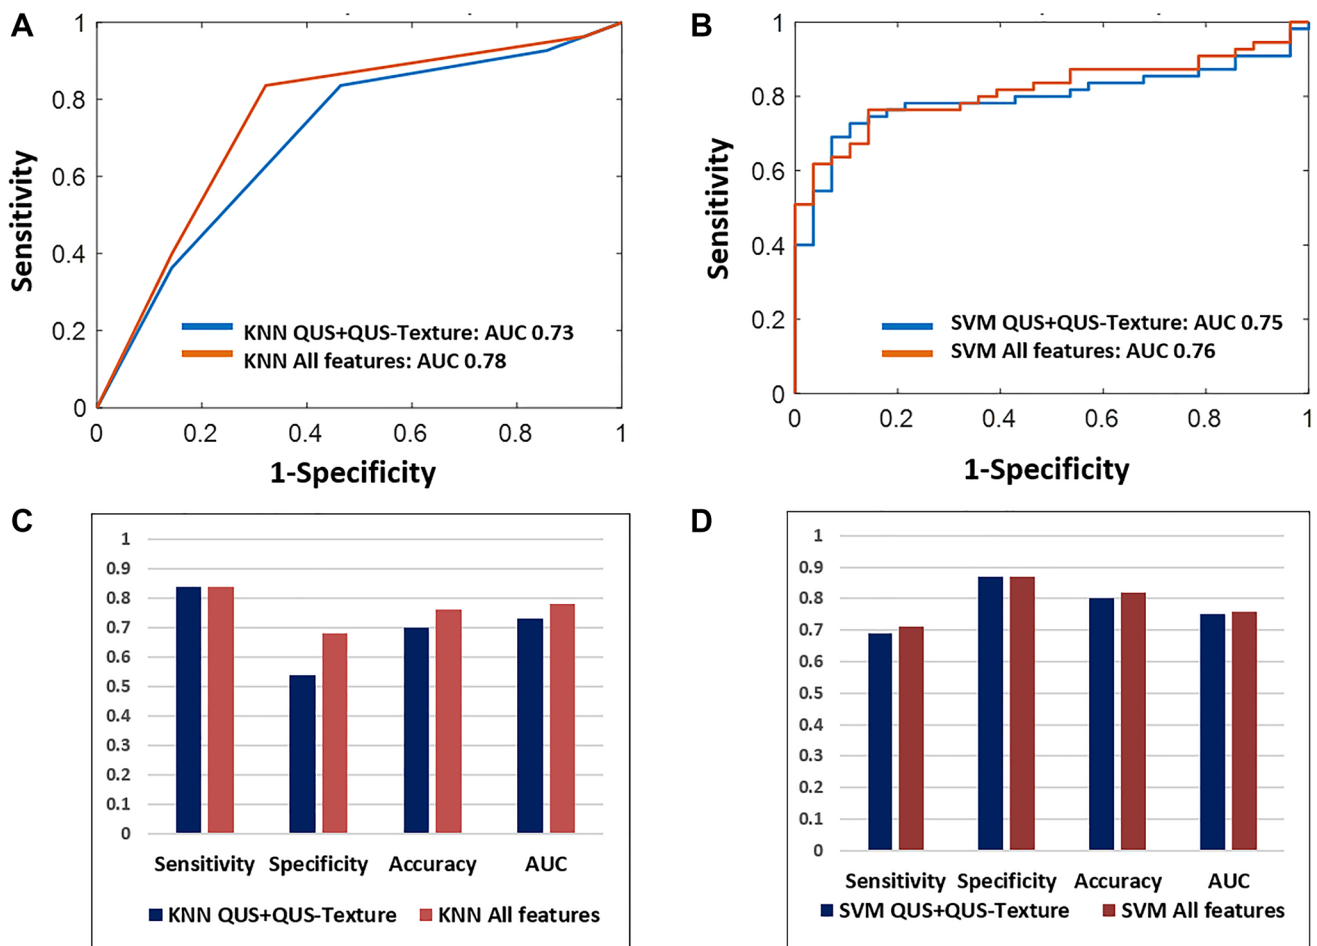 A
1
0.8
0.6
0.4
0.2
0
Sensitivity
KNN QUS+QUS-Texture: AUC 0.73
KNN All features: AUC 0.78
0 0.2 0.4 0.6 0.8 1
1-Specificity
B
1
0.8
0.6
0.4
0.2
0
Sensitivity
SVM QUS+QUS-Texture: AUC 0.75
SVM All features: AUC 0.76
0 0.2 0.4 0.6 0.8 1
1-Specificity
C
1
0.9
0.8
0.7
0.6
0.5
0.4
0.3
0.2
0.1
0
Sensitivity Specificity Accuracy AUC
KNN QUS+QUS-Texture KNN All features
D
1
0.9
0.8
0.7
0.6
0.5
0.4
0.3
0.2
0.1
0
Sensitivity Specificity Accuracy AUC
SVM QUS+QUS-Texture SVM All features